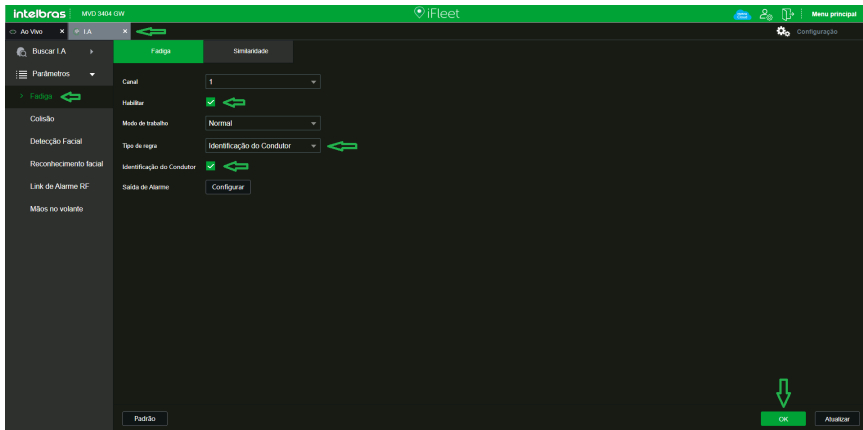 intelbras MVD 3404 GW iFleet Menu principal
Ao Vivo X I.A X Configuração
Buscar I.A
Parâmetros
Fadiga
Colisão
Detecção Facial
Reconhecimento facial
Link de Alarme RF
Mãos no volante
Fadiga Similaridade
Canal 1
Habilitar
Modo de trabalho Normal
Tipo de regra Identificação do Condutor
Identificação do Condutor
Saída de Alarme Configurar
Padrão OK Atualizar